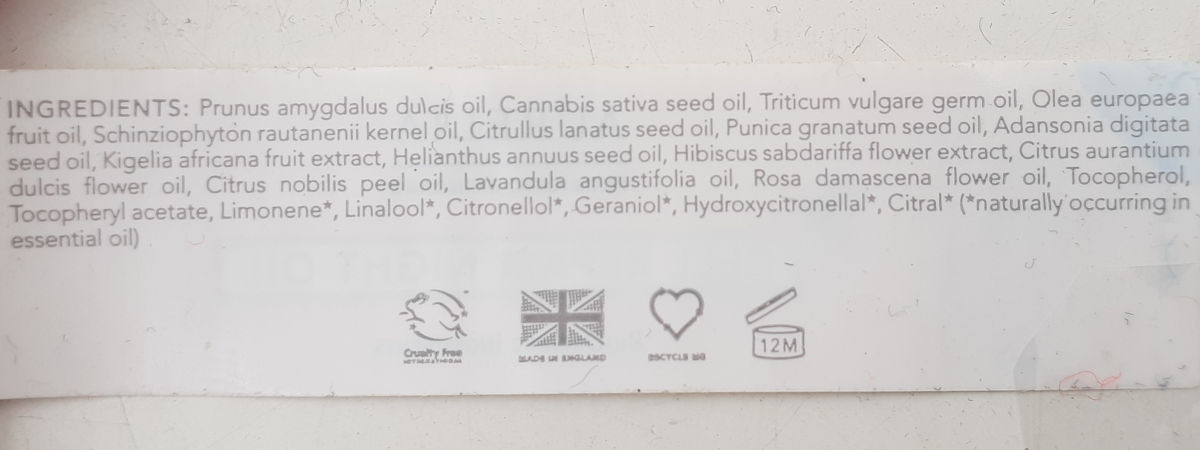 INGREDIENTS: Prunus amygdalus dulcis oil, Cannabis sativa seed oil, Triticum vulgare germ oil, Olea europaea
fruit oil, Schinziophyton rautanenii kernel oil, Citrullus lanatus seed oil, Punica granatum seed oil, Adansonia digitata
seed oil, Kigelia africana fruit extract, Helianthus annuus seed oil, Hibiscus sabdariffa flower extract, Citrus aurantium
dulcis flower oil, Citrus nobilis peel oil, Lavandula angustifolia oil, Rosa damascena flower oil, Tocopherol,
Tocopheryl acetate, Limonene*, Linalool*, Citronellol*, Geraniol*, Hydroxycitronellal*, Citral* (*naturally occurring in
essential oil)
Cruelty Free
MADE IN ENGLAND
RECYCLE ME
12M